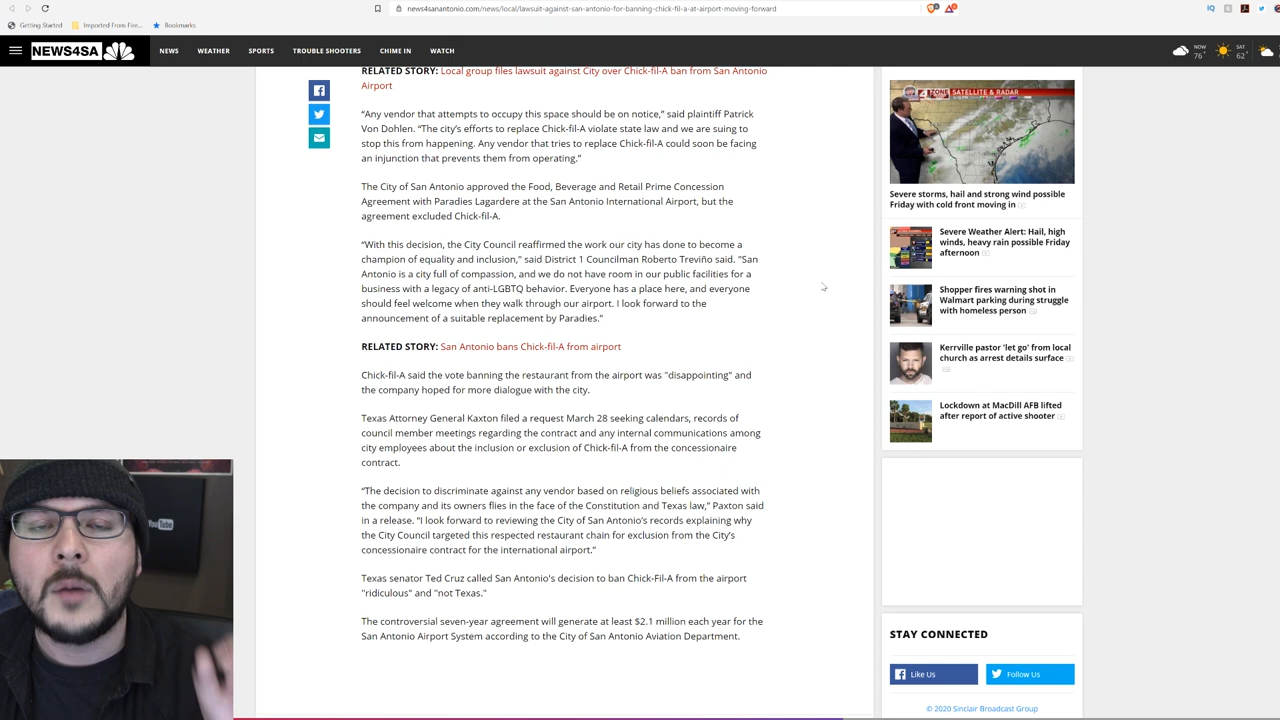 news4sanantonio.com/news/local/lawsuit-against-san-antonio-for-banning-chick-fil-a-at-airport-moving-forward
Getting Started
Imported From Fire...
Bookmarks
NEWS4SA
NEWS
WEATHER
SPORTS
TROUBLE SHOOTERS
CHIME IN
WATCH
NOW
76°
SAT
62°
RELATED STORY: Local group files lawsuit against City over Chick-fil-A ban from San Antonio
Airport
“Any vendor that attempts to occupy this space should be on notice,” said plaintiff Patrick
Von Dohlen. “The city’s efforts to replace Chick-fil-A violate state law and we are suing to
stop this from happening. Any vendor that tries to replace Chick-fil-A could soon be facing
an injunction that prevents them from operating.”
The City of San Antonio approved the Food, Beverage and Retail Prime Concession
Agreement with Paradies Lagardere at the San Antonio International Airport, but the
agreement excluded Chick-fil-A.
“With this decision, the City Council reaffirmed the work our city has done to become a
champion of equality and inclusion," said District 1 Councilman Roberto Treviño said. "San
Antonio is a city full of compassion, and we do not have room in our public facilities for a
business with a legacy of anti-LGBTQ behavior. Everyone has a place here, and everyone
should feel welcome when they walk through our airport. I look forward to the
announcement of a suitable replacement by Paradies.”
RELATED STORY: San Antonio bans Chick-fil-A from airport
Chick-fil-A said the vote banning the restaurant from the airport was "disappointing" and
the company hoped for more dialogue with the city.
Texas Attorney General Kaxton filed a request March 28 seeking calendars, records of
council member meetings regarding the contract and any internal communications among
city employees about the inclusion or exclusion of Chick-fil-A from the concessionaire
contract.
“The decision to discriminate against any vendor based on religious beliefs associated with
the company and its owners flies in the face of the Constitution and Texas law,” Paxton said
in a release. “I look forward to reviewing the City of San Antonio’s records explaining why
the City Council targeted this respected restaurant chain for exclusion from the City’s
concessionaire contract for the international airport.”
Texas senator Ted Cruz called San Antonio's decision to ban Chick-Fil-A from the airport
"ridiculous" and "not Texas."
The controversial seven-year agreement will generate at least $2.1 million each year for the
San Antonio Airport System according to the City of San Antonio Aviation Department.
ZONE SATELLITE & RADAR
Severe storms, hail and strong wind possible
Friday with cold front moving in
Severe Weather Alert: Hail, high
winds, heavy rain possible Friday
afternoon
Shopper fires warning shot in
Walmart parking during struggle
with homeless person
Kerrville pastor 'let go' from local
church as arrest details surface
Lockdown at MacDill AFB lifted
after report of active shooter
STAY CONNECTED
Like Us
Follow Us
© 2020 Sinclair Broadcast Group
YouTube